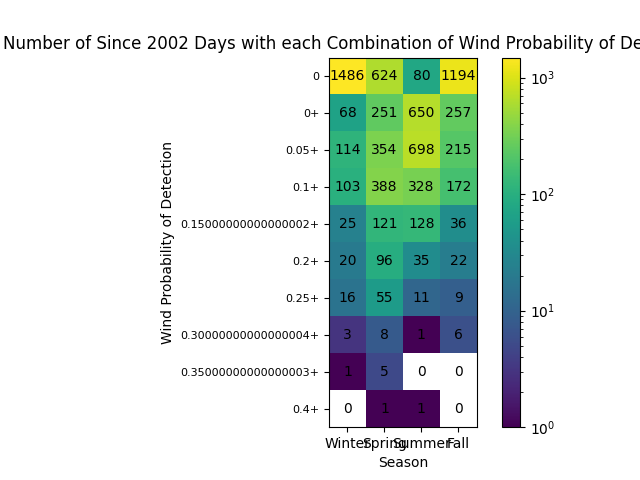 Number of Since 2002 Days with each Combination of Wind Probability of De
0 1486 624 80 1194
0+ 68 251 650 257
0.05+ 114 354 698 215
0.1+ 103 388 328 172
0.15000000000000002+ 25 121 128 36
0.2+ 20 96 35 22
0.25+ 16 55 11 9
0.30000000000000004+ 3 8 1 6
0.35000000000000003+ 1 5 0 0
0.4+ 0 1 1 0
Winter Spring Summer Fall
Season
Wind Probability of Detection
10³
10²
10¹
10⁰